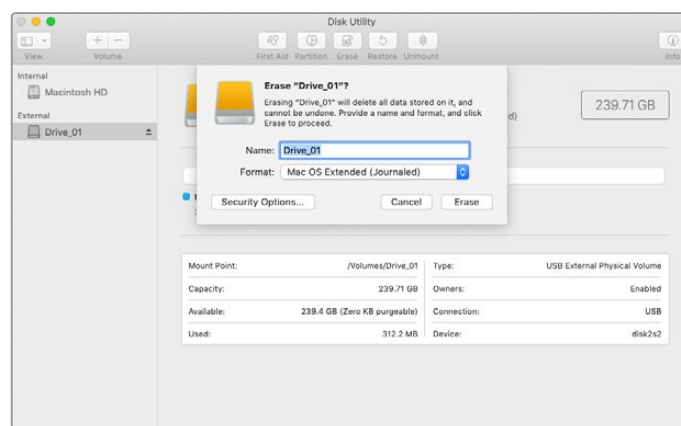 Disk Utility
View
Volume
First Aid
Partition
Erase
Restore
Unmount
Info
Internal
Macintosh HD
External
Drive_01
Erase “Drive_01”?
Erasing “Drive_01” will delete all data stored on it, and
cannot be undone. Provide a name and format, and click
Erase to proceed.
Name: Drive_01
Format: Mac OS Extended (Journaled)
Security Options...
Cancel
Erase
d)
239.71 GB
Mount Point: /Volumes/Drive_01
Type: USB External Physical Volume
Capacity: 239.71 GB
Owners: Enabled
Available: 239.4 GB (Zero KB purgeable)
Connection: USB
Used: 312.2 MB
Device: disk2s2